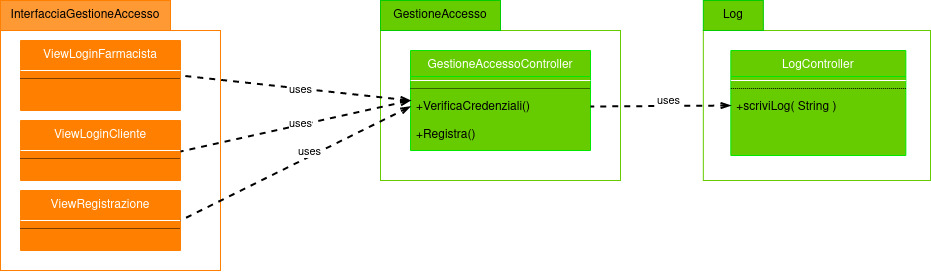 InterfacciaGestioneAccesso
ViewLoginFarmacista
ViewLoginCliente
ViewRegistrazione
uses
uses
uses
GestioneAccesso
GestioneAccessoController
+VerificaCredenziali()
+Registra()
uses
Log
LogController
+scriviLog( String )